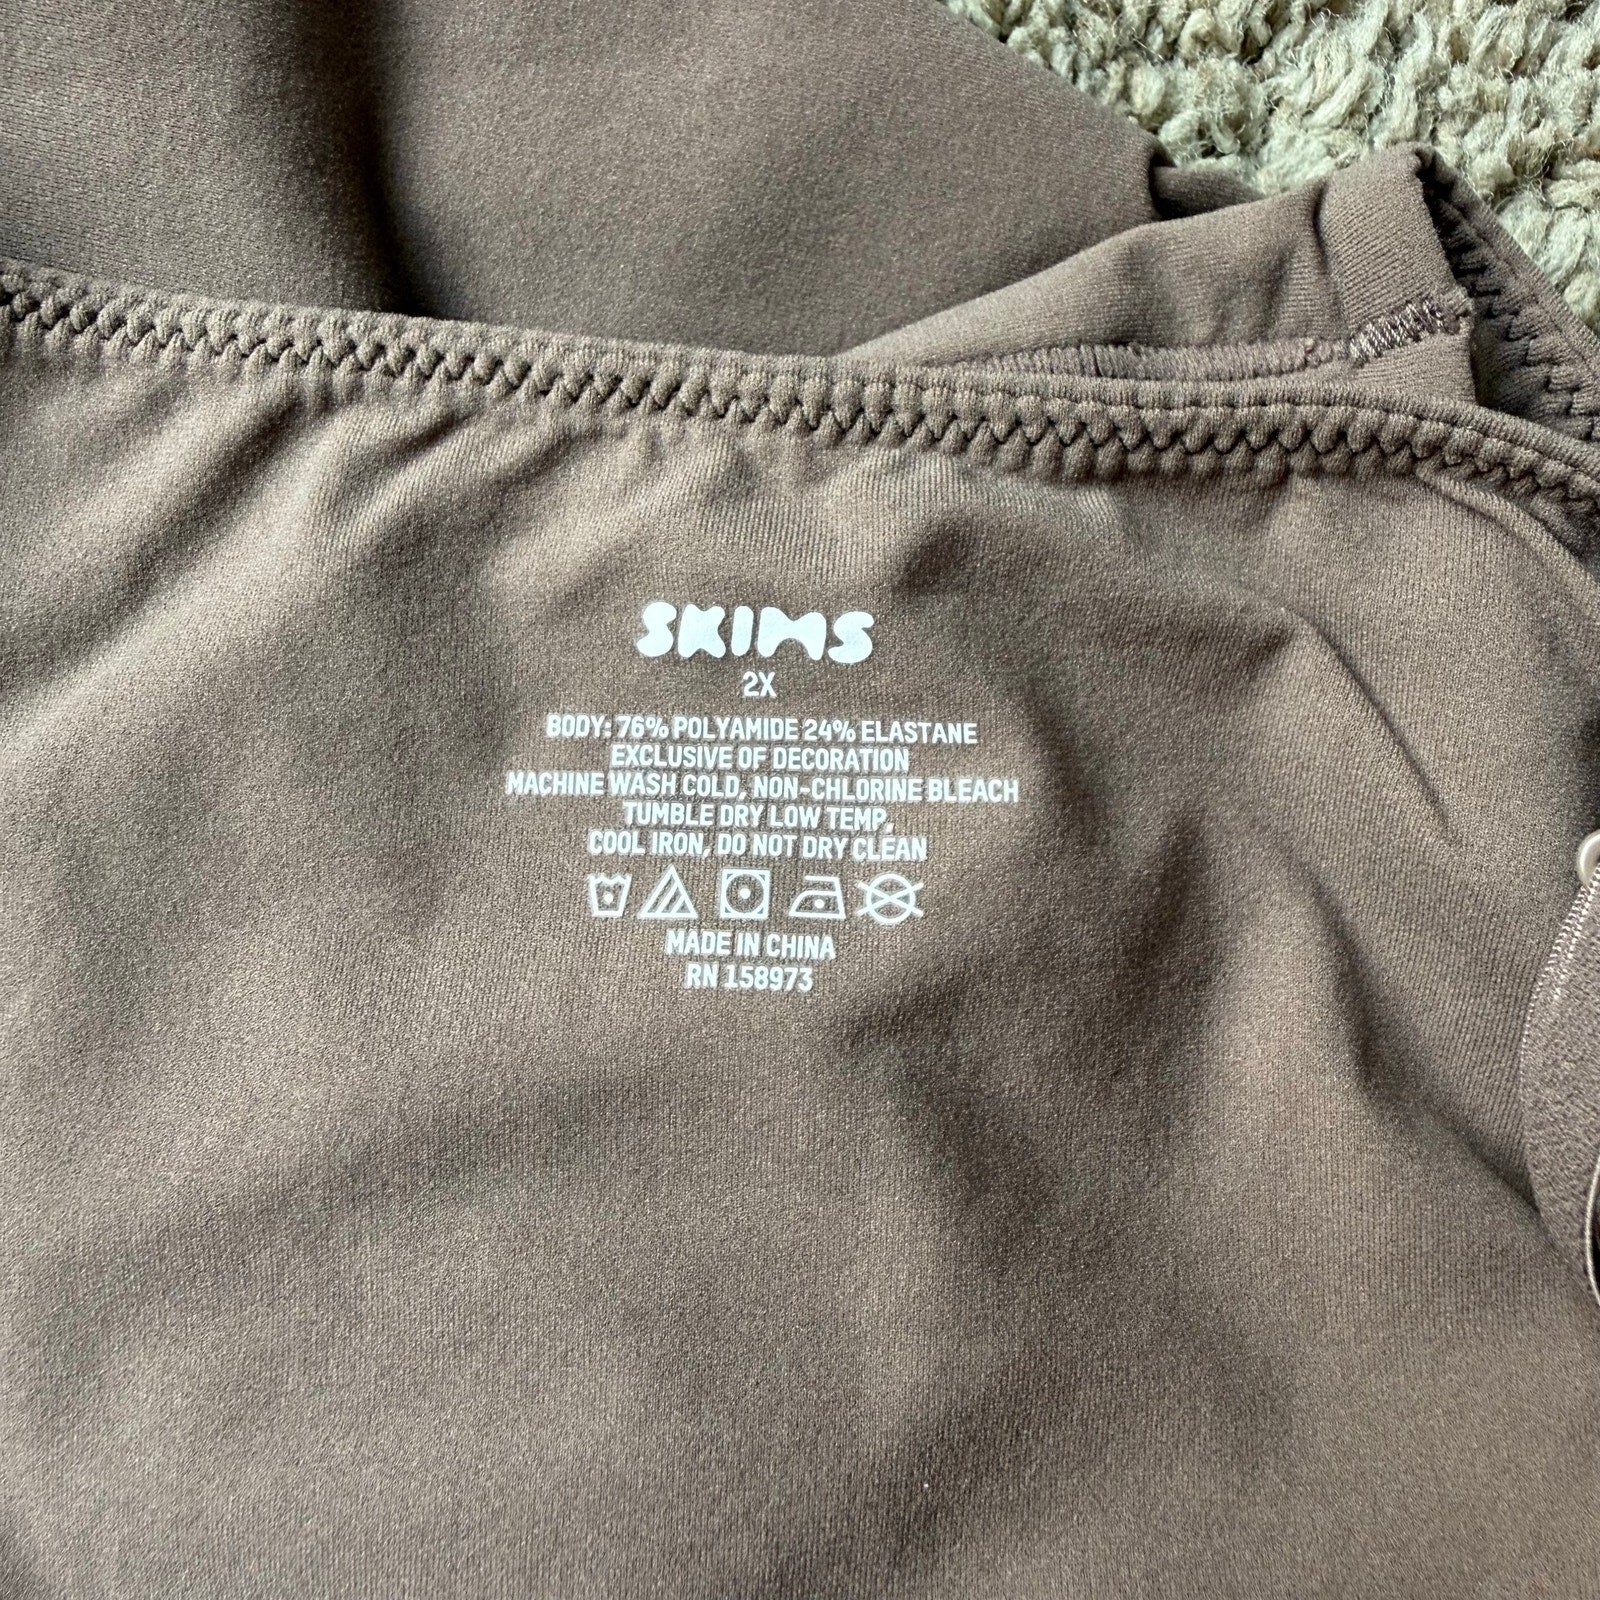 SKIMS
2X
BODY: 76% POLYAMIDE 24% ELASTANE
EXCLUSIVE OF DECORATION
MACHINE WASH COLD, NON-CHLORINE BLEACH
TUMBLE DRY LOW TEMP,
COOL IRON, DO NOT DRY CLEAN
MADE IN CHINA
RN 158973